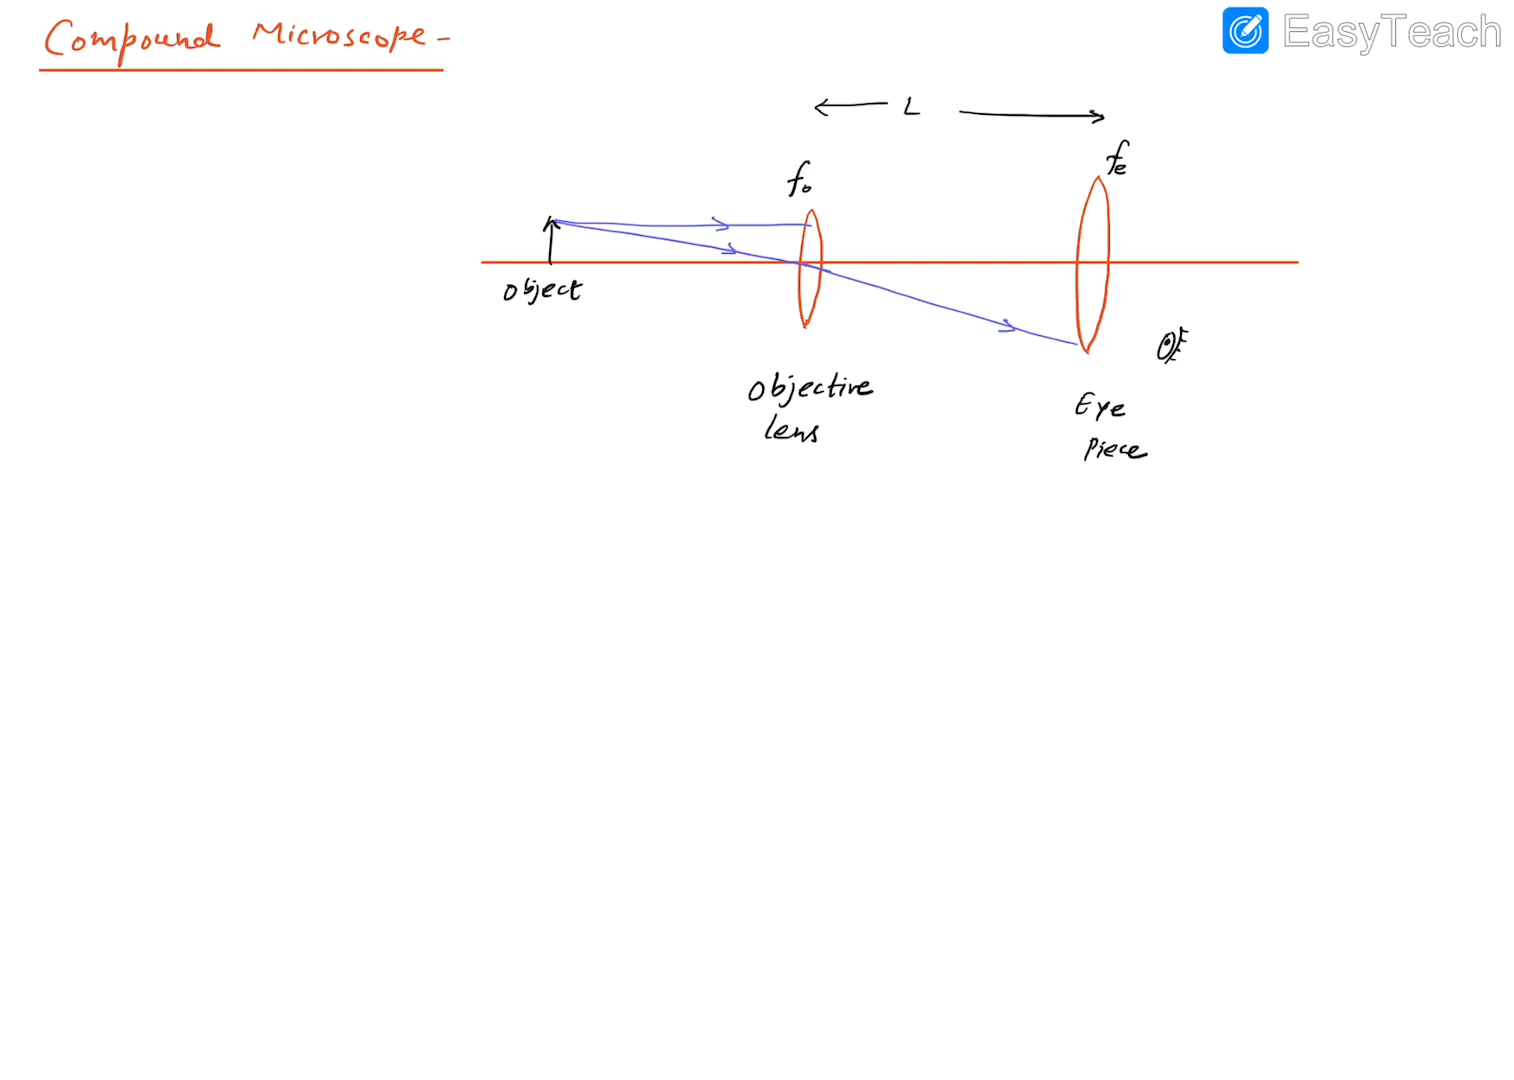 Compound Microscope -
EasyTeach
L
fe
fo
object
objective
lens
Eye
Piece